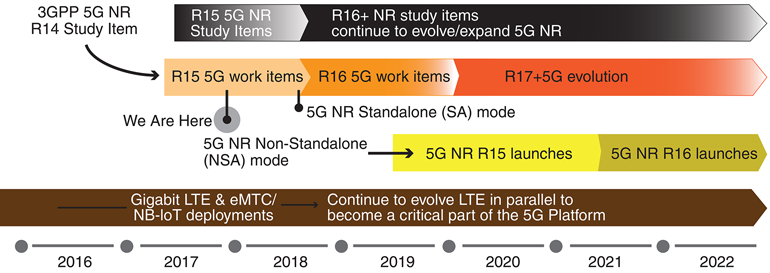 3GPP 5G NR
R14 Study Item
R15 5G NR
Study Items
R16+ NR study items
continue to evolve/expand 5G NR
R15 5G work items
R16 5G work items
R17+5G evolution
We Are Here
5G NR Standalone (SA) mode
5G NR Non-Standalone
(NSA) mode
5G NR R15 launches
5G NR R16 launches
Gigabit LTE & eMTC/
NB-IoT deployments
Continue to evolve LTE in parallel to
become a critical part of the 5G Platform
2016
2017
2018
2019
2020
2021
2022